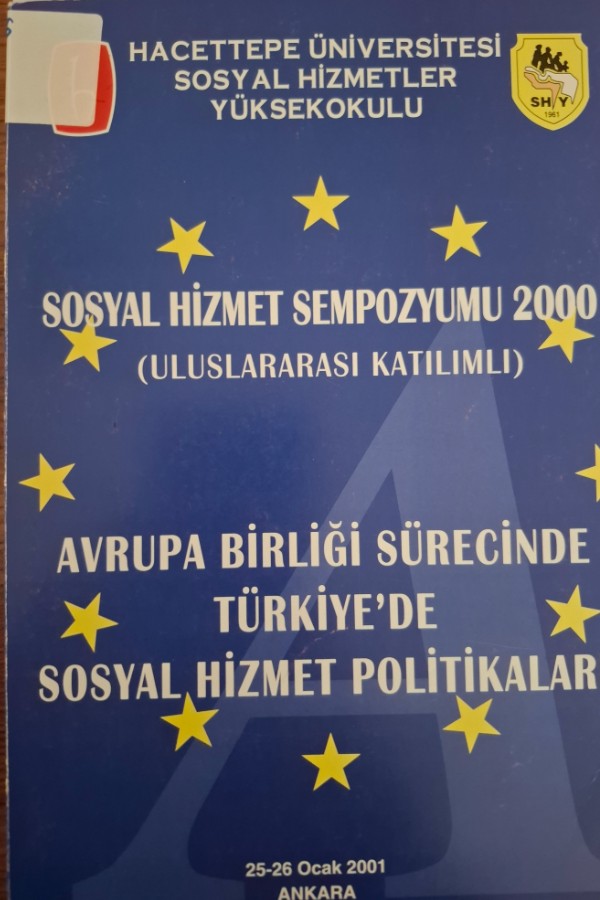 HACETTEPE ÜNİVERSİTESİ
SOSYAL HİZMETLER
YÜKSEKOKULU
SHY
1961
SOSYAL HİZMET SEMPOZYUMU 2000
(ULUSLARARASI KATILIMLI)
AVRUPA BİRLİĞİ SÜRECİNDE
TÜRKİYE'DE
SOSYAL HİZMET POLİTİKALAR
25-26 Ocak 2001
ANKARA